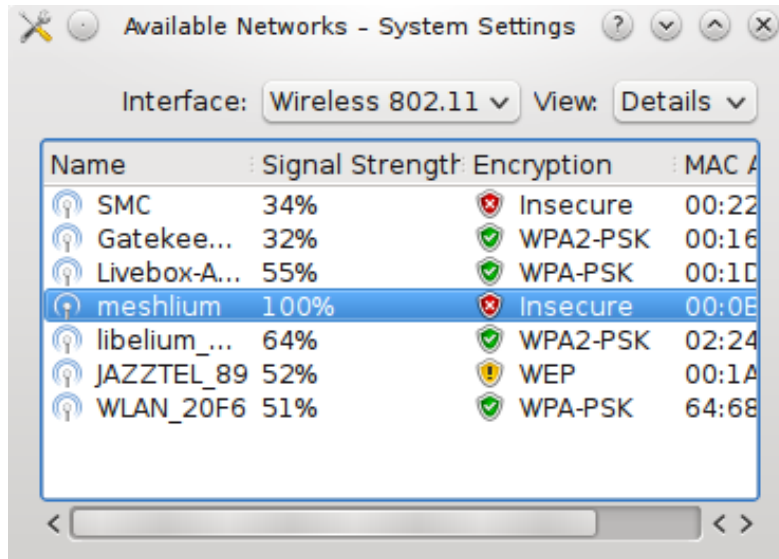 Available Networks – System Settings
Interface: Wireless 802.11 View: Details
Name Signal Strength Encryption MAC A
SMC 34% Insecure 00:22
Gatekee... 32% WPA2-PSK 00:16
Livebox-A... 55% WPA-PSK 00:1D
meshlium 100% Insecure 00:0B
libelium_... 64% WPA2-PSK 02:24
JAZZTEL_89 52% WEP 00:1A
WLAN_20F6 51% WPA-PSK 64:68